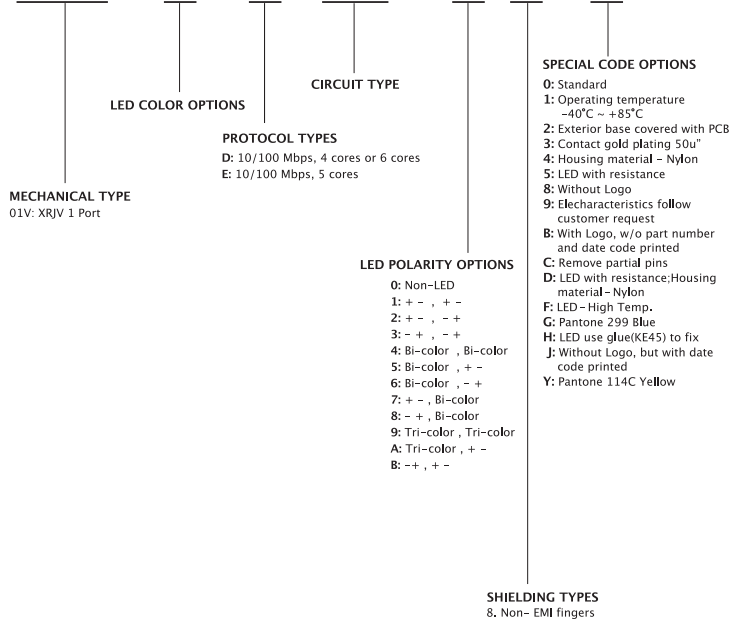 SPECIAL CODE OPTIONS
0: Standard
1: Operating temperature
-40°C ~ +85°C
2: Exterior base covered with PCB
3: Contact gold plating 50u"
4: Housing material - Nylon
5: LED with resistance
8: Without Logo
9: Elecharacteristics follow
customer request
B: With Logo, w/o part number
and date code printed
C: Remove partial pins
D: LED with resistance;Housing
material - Nylon
F: LED-High Temp.
G: Pantone 299 Blue
H: LED use glue(KE45) to fix
J: Without Logo, but with date
code printed
Y: Pantone 114C Yellow
CIRCUIT TYPE
LED COLOR OPTIONS
PROTOCOL TYPES
D: 10/100 Mbps, 4 cores or 6 cores
E: 10/100 Mbps, 5 cores
MECHANICAL TYPE
01V: XRJV 1 Port
LED POLARITY OPTIONS
0: Non-LED
1: + - , + -
2: + - , - +
3: - + , - +
4: Bi-color , Bi-color
5: Bi-color , + -
6: Bi-color , - +
7: + - , Bi-color
8: - + , Bi-color
9: Tri-color , Tri-color
A: Tri-color , + -
B: -+ , + -
SHIELDING TYPES
8. Non- EMI fingers